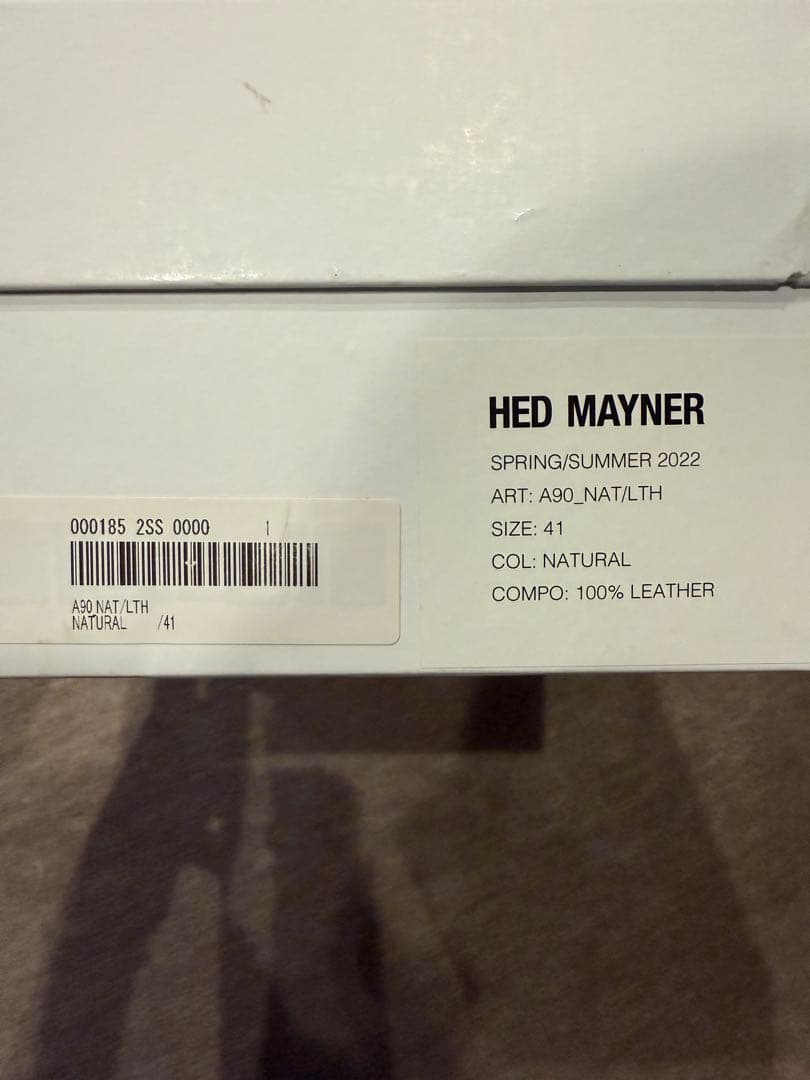 HED MAYNER
SPRING/SUMMER 2022
ART: A90_NAT/LTH
SIZE: 41
COL: NATURAL
COMPO: 100% LEATHER
000185 2SS 0000 1
A90 NAT/LTH
NATURAL /41